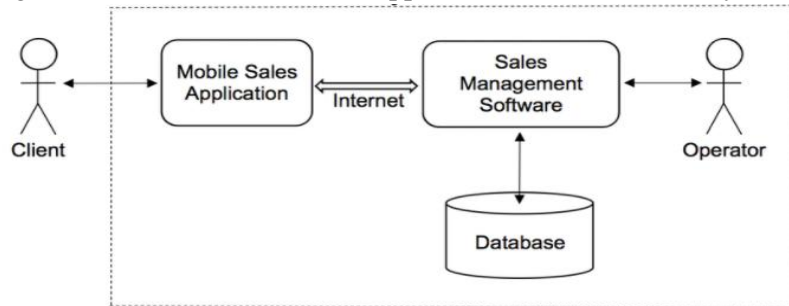 Mobile Sales
Application
Internet
Sales
Management
Software
Client
Operator
Database